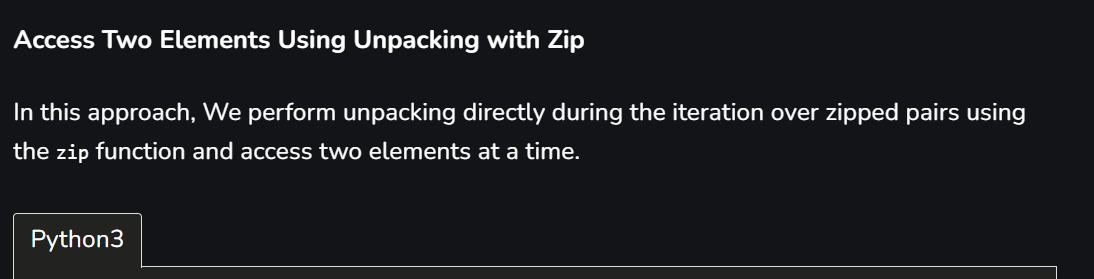 Access Two Elements Using Unpacking with Zip
In this approach, We perform unpacking directly during the iteration over zipped pairs using
the zip function and access two elements at a time.
Python3